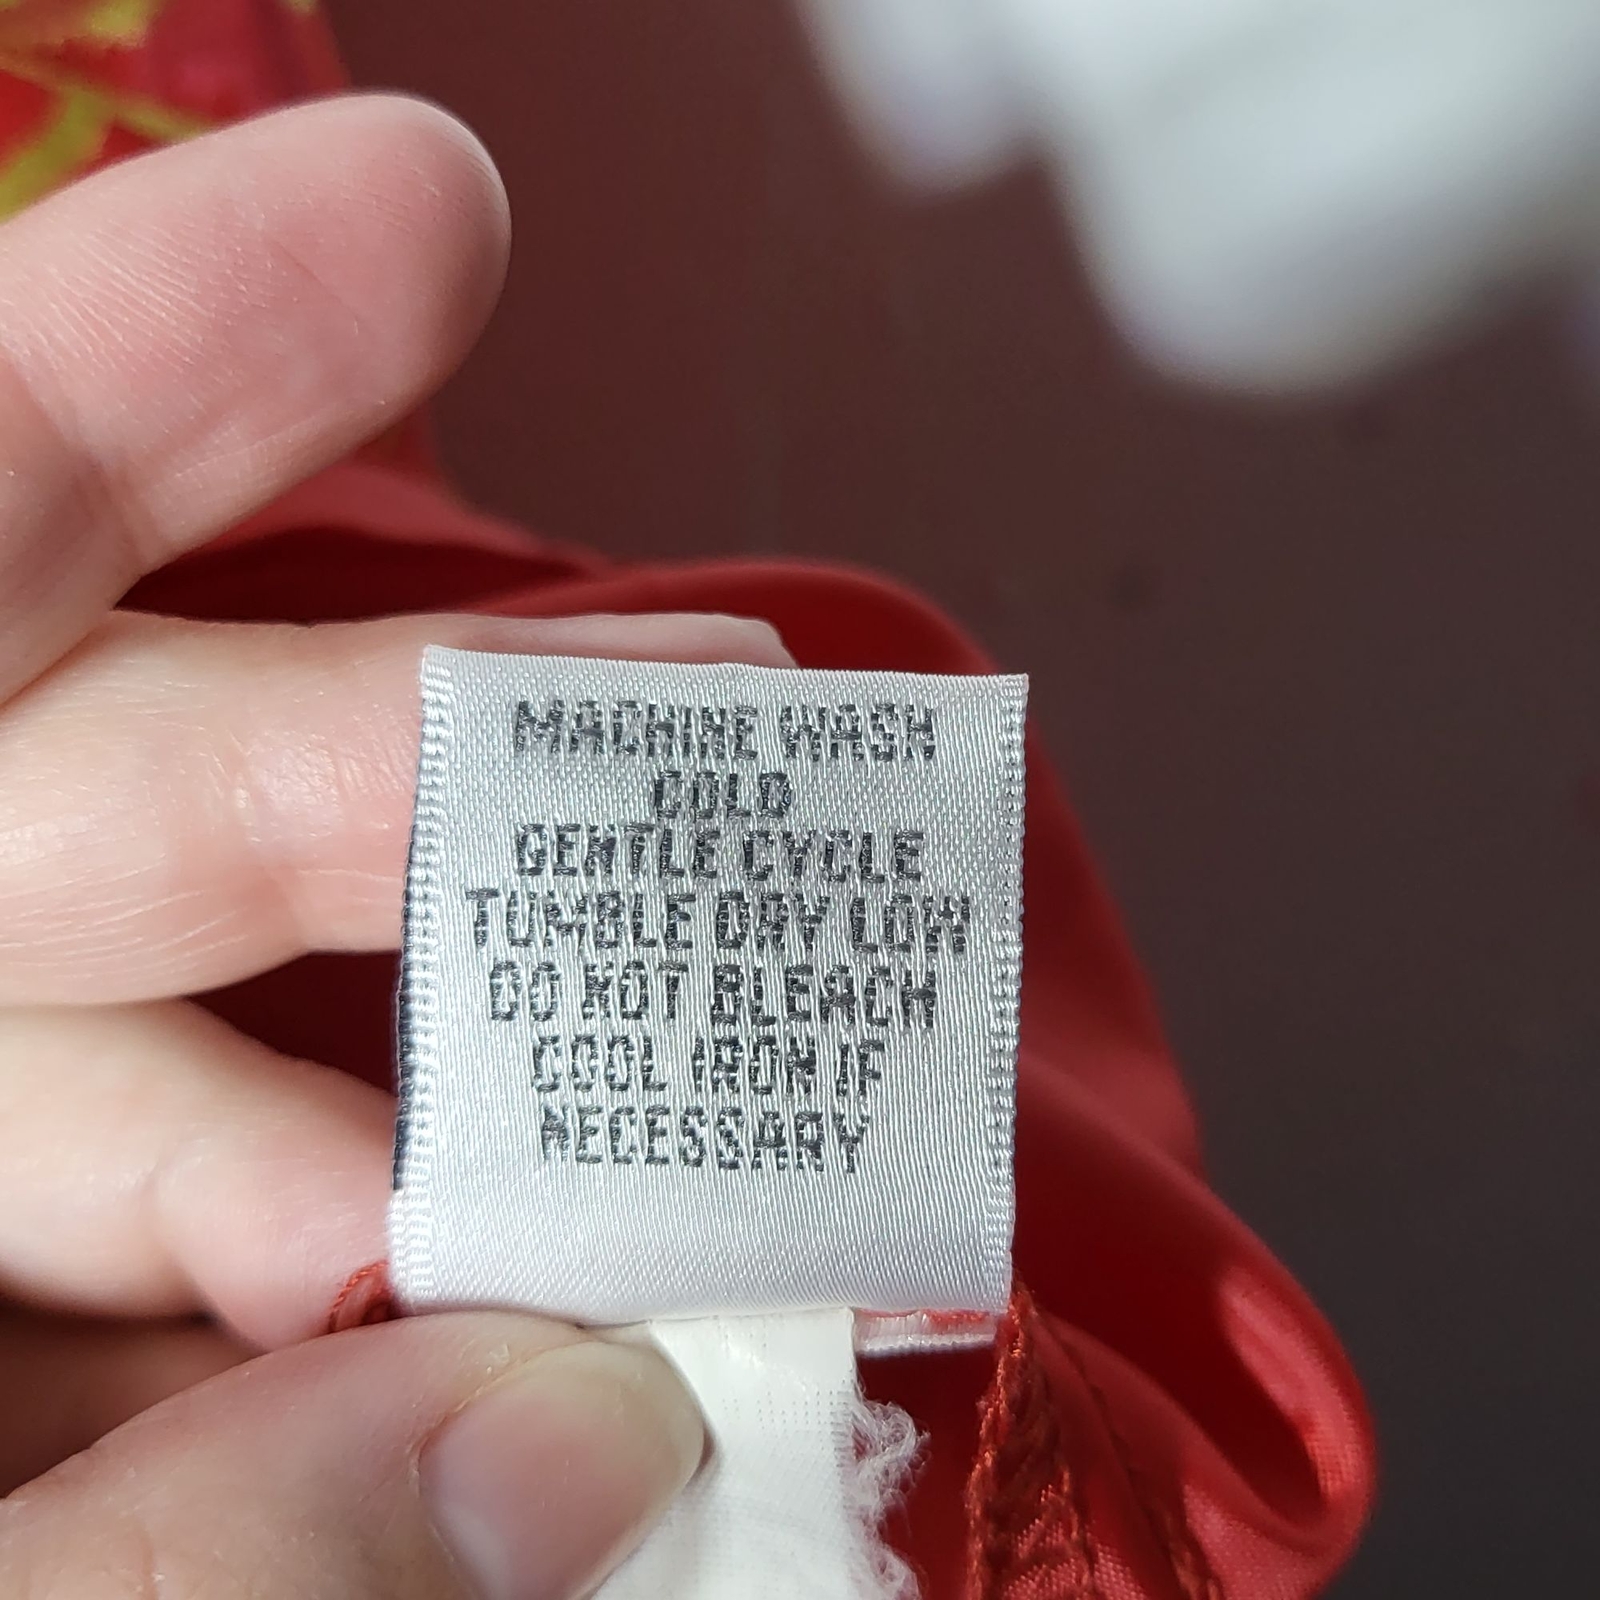 MACHINE WASH
COLD
GENTLE CYCLE
TUMBLE DRY LOW
DO NOT BLEACH
COOL IRON IF
NECESSARY